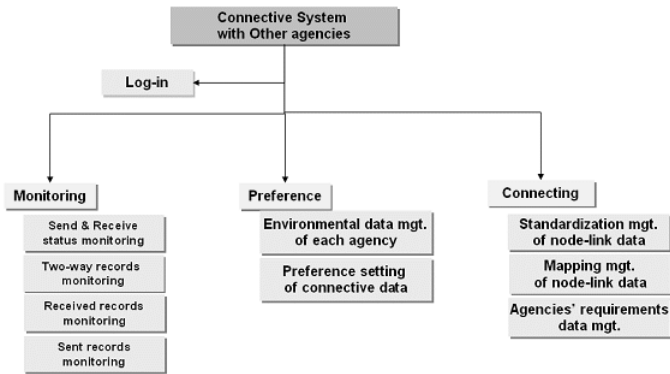 Connective System
with Other agencies
Log-in
Monitoring
Send & Receive
status monitoring
Two-way records
monitoring
Received records
monitoring
Sent records
monitoring
Preference
Environmental data mgt.
of each agency
Preference setting
of connective data
Connecting
Standardization mgt.
of node-link data
Mapping mgt.
of node-link data
Agencies' requirements
data mgt.